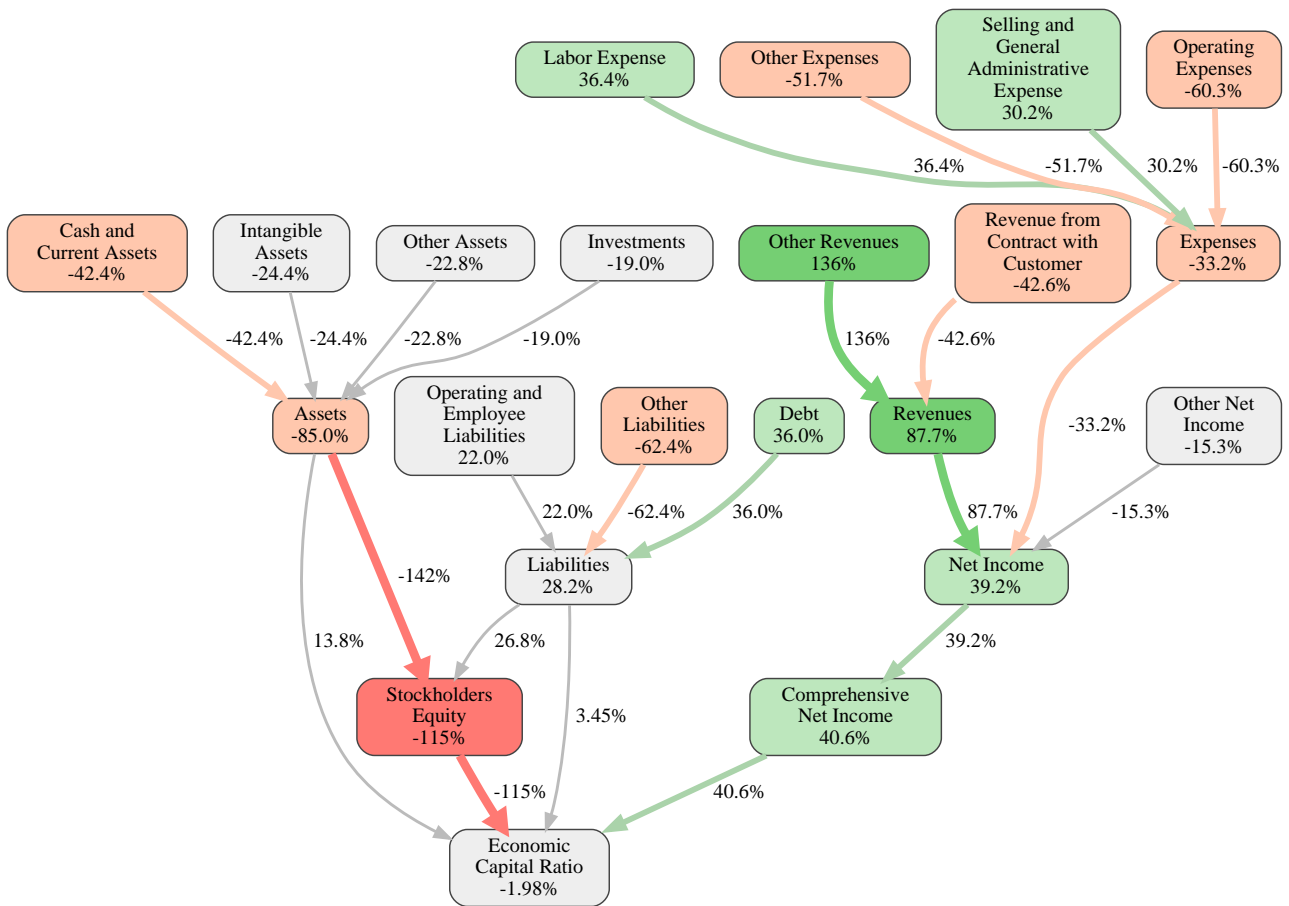 Selling and
General
Administrative
Expense
30.2%
Labor Expense
36.4%
Other Expenses
-51.7%
Operating
Expenses
-60.3%
36.4%
-51.7%
30.2%
-60.3%
Cash and
Current Assets
-42.4%
Intangible
Assets
-24.4%
Other Assets
-22.8%
Investments
-19.0%
Other Revenues
136%
Revenue from
Contract with
Customer
-42.6%
Expenses
-33.2%
-42.4%
-24.4%
-22.8%
-19.0%
136%
-42.6%
-33.2%
Assets
-85.0%
Operating and
Employee
Liabilities
22.0%
Other
Liabilities
-62.4%
Debt
36.0%
Revenues
87.7%
Other Net
Income
-15.3%
-142%
22.0%
-62.4%
36.0%
87.7%
-15.3%
Liabilities
28.2%
Net Income
39.2%
13.8%
26.8%
3.45%
39.2%
Stockholders
Equity
-115%
Comprehensive
Net Income
40.6%
-115%
40.6%
Economic
Capital Ratio
-1.98%